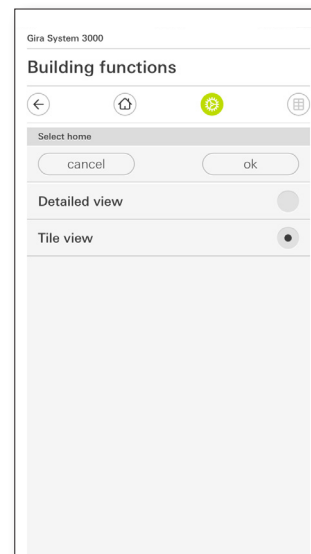 Gira System 3000
Building functions
Select home
cancel ok
Detailed view
Tile view